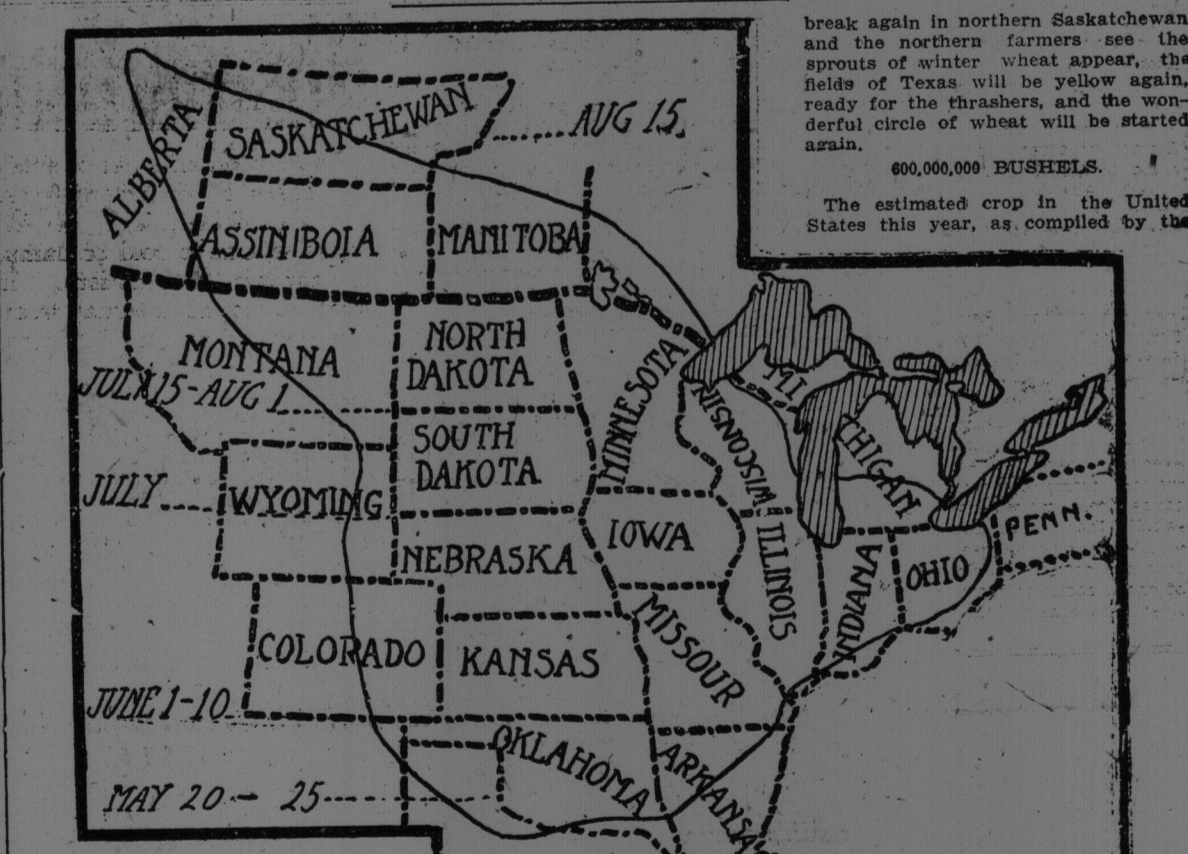 break again in northern Saskatchewan
and the northern farmers see the
sprouts of winter wheat appear, the
fields of Texas will be yellow again,
ready for the thrashers, and the won-
derful circle of wheat will be started
again.
600,000,000 BUSHELS.
The estimated crop in the United
States this year, as compiled by the
ALBERTA
SASKATCHEWAN
AUG 15.
ASSINIBOIA
MANITOBA
MONTANA
NORTH
DAKOTA
JULY 15-AUG 1
MINNESOTA
WISCONSIN
MI
CHIGAN
SOUTH
DAKOTA
JULY
WYOMING
IOWA
ILLINOIS
PENN.
NEBRASKA
INDIANA
OHIO
COLORADO
KANSAS
MISSOUR
JUNE 1-10
OKLAHOMA
ARKANSA
MAY 20 - 25